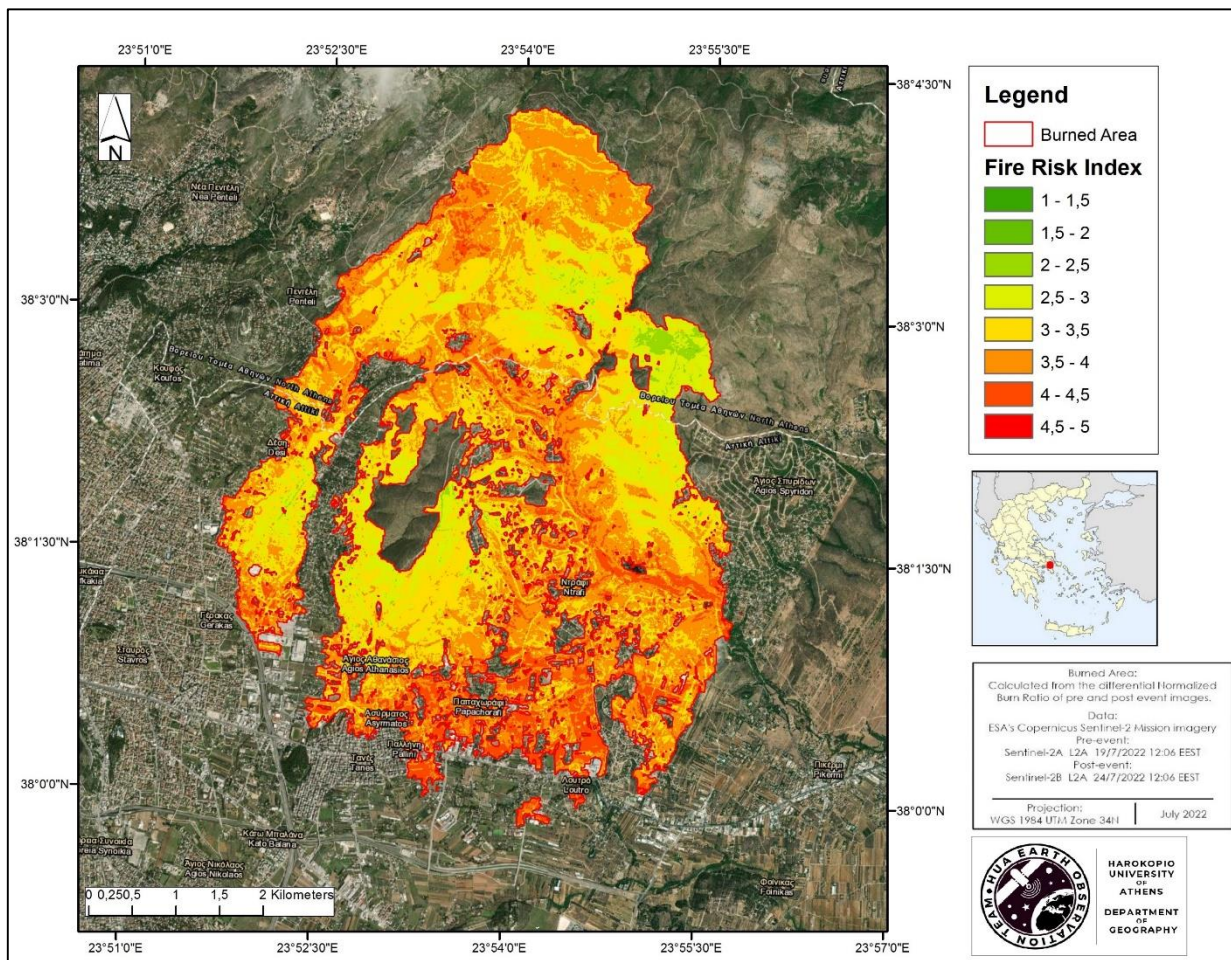 23°51'0"E
23°52'30"E
23°54'0"E
23°55'30"E
38°4'30"N
38°3'0"N
38°3'0"N
38°1'30"N
38°1'30"N
38°0'0"N
38°0'0"N
N
Νέα Πεντέλη
Nea Penteli
Πεντέλη
Penteli
Κουφός
Koufos
Βορείου Τομέα Αθηνών North Athens
Αττική Attiki
Δέση
Desi
Βορείου Τομέα Αθηνών North Athens
Αττική Attiki
Άγιος Σπυρίδων
Agios Spyridon
Ντράφι
Ntrafi
Γέρακας
Gerakas
Σταυρός
Stavros
Άγιος Αθανάσιος
Agios Athanasios
Παπαχωράφι
Papachorafi
Ασύρματος
Asyrmatos
Παλλήνη
Pallini
Τανές
Tanes
Λουτρό
Loutro
Πικέρμι
Pikermi
Κάτω Μπαλάνα
Kato Balana
Άγιος Νικόλαος
Agios Nikolaos
Φοίνικας
Foinikas
0 0,250,5 1 1,5 2 Kilometers
23°51'0"E
23°52'30"E
23°54'0"E
23°55'30"E
23°57'0"E
Legend
Burned Area
Fire Risk Index
1 - 1,5
1,5 - 2
2 - 2,5
2,5 - 3
3 - 3,5
3,5 - 4
4 - 4,5
4,5 - 5
Burned Area:
Calculated from the differential Normalized
Burn Ratio of pre and post event images.
Data:
ESA's Copernicus Sentinel-2 Mission imagery
Pre-event:
Sentinel-2A L2A 19/7/2022 12:06 EEST
Post-event:
Sentinel-2B L2A 24/7/2022 12:06 EEST
Projection:
WGS 1984 UTM Zone 34N
July 2022
HUA EARTH OBSERVATION TEAM
HAROKOPIO
UNIVERSITY
OF
ATHENS
DEPARTMENT
OF
GEOGRAPHY